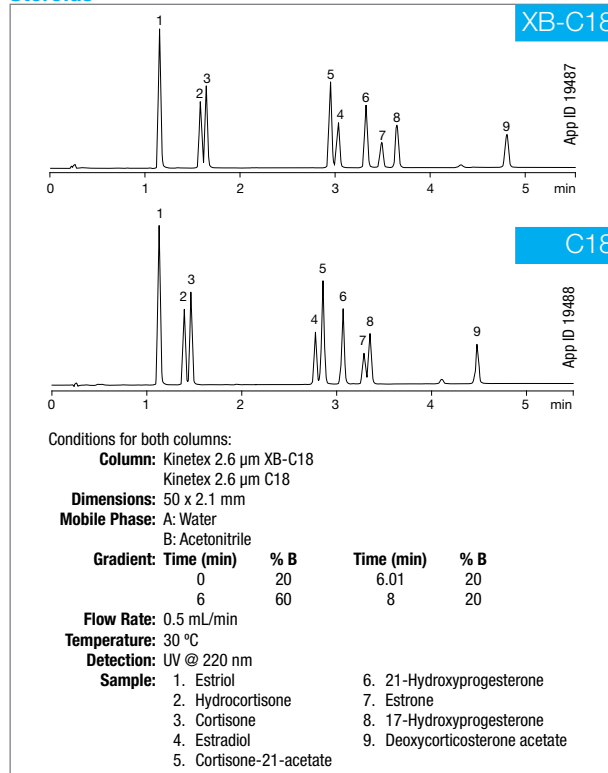 Steroids
XB-C18
App ID 19487
1
2
3
5
4
6
7
8
9
0 1 2 3 4 5 min
C18
App ID 19488
1
2
3
4
5
6
7
8
9
0 1 2 3 4 5 min
Conditions for both columns:
Column: Kinetex 2.6 µm XB-C18
Kinetex 2.6 µm C18
Dimensions: 50 x 2.1 mm
Mobile Phase: A: Water
B: Acetonitrile
Gradient: Time (min) % B Time (min) % B
0 20 6.01 20
6 60 8 20
Flow Rate: 0.5 mL/min
Temperature: 30 ºC
Detection: UV @ 220 nm
Sample: 1. Estriol 6. 21-Hydroxyprogesterone
2. Hydrocortisone 7. Estrone
3. Cortisone 8. 17-Hydroxyprogesterone
4. Estradiol 9. Deoxycorticosterone acetate
5. Cortisone-21-acetate